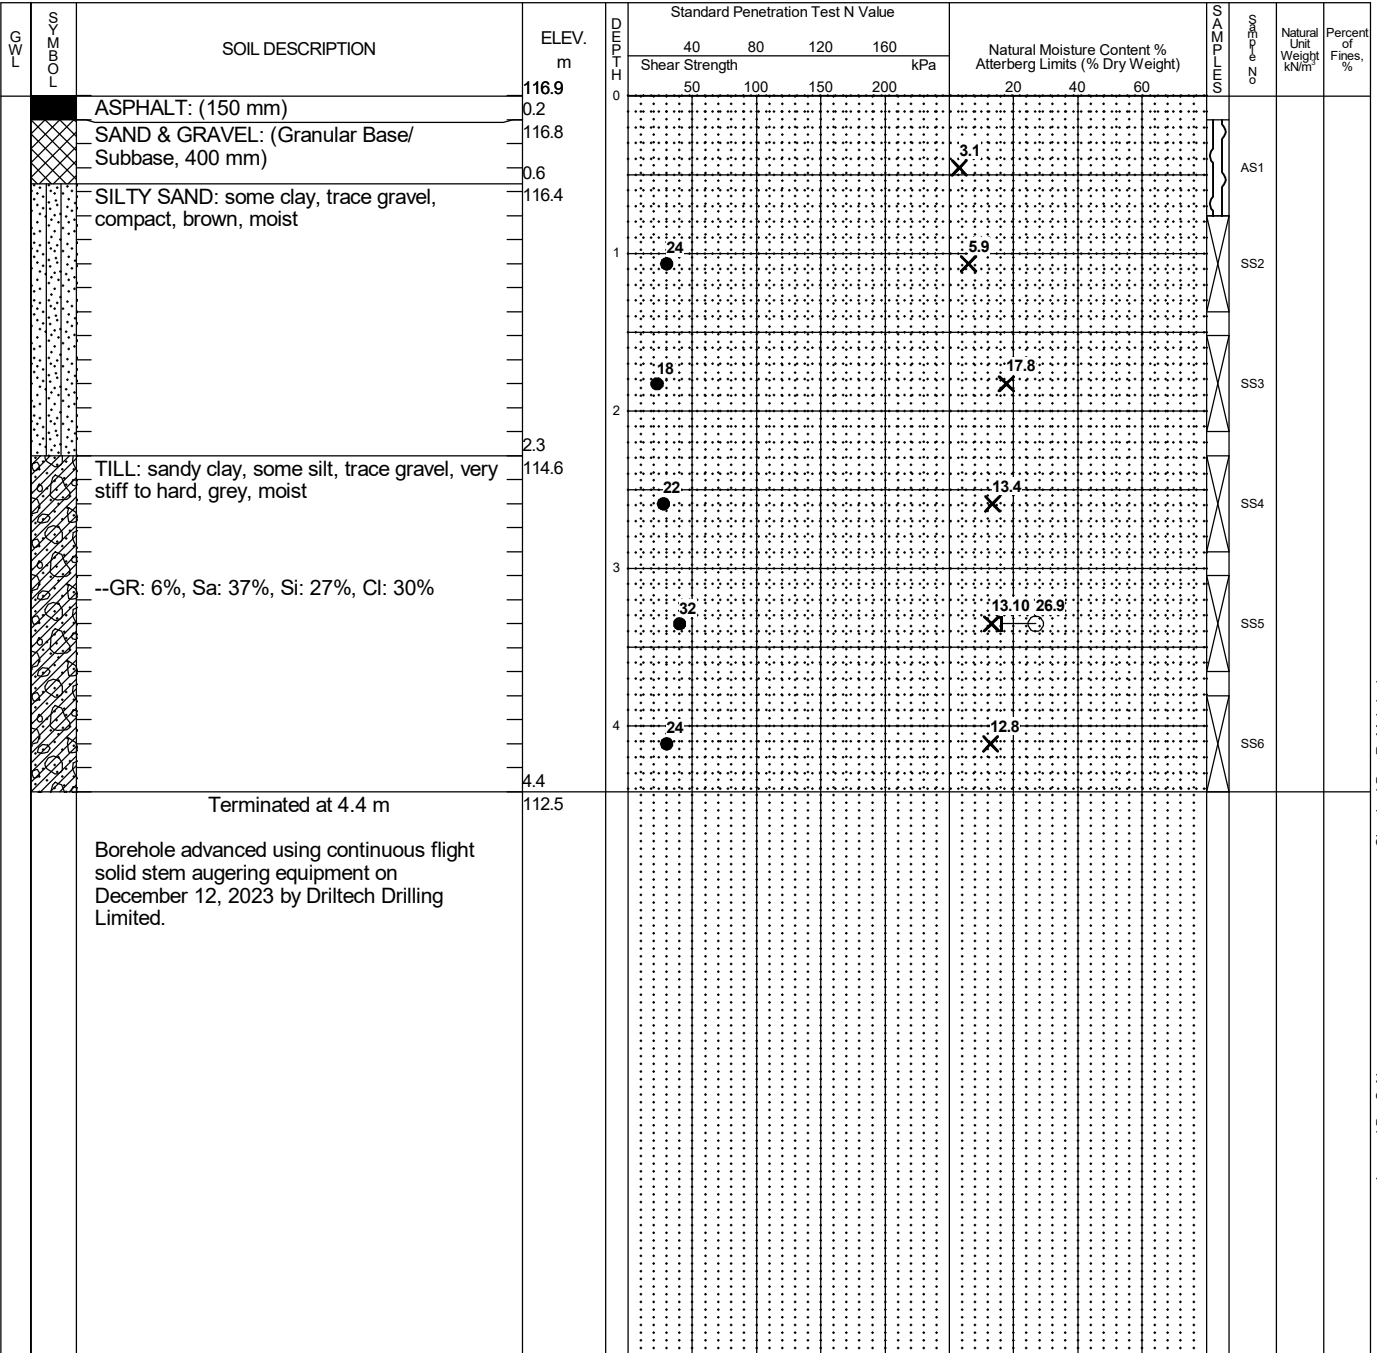 GWL
SYMBOL
SOIL DESCRIPTION
ELEV.
m
116.9
DEPTH
Standard Penetration Test N Value
40 80 120 160
Shear Strength kPa
50 100 150 200
Natural Moisture Content %
Atterberg Limits (% Dry Weight)
20 40 60
SAMPLES
Sample No
Natural
Unit
Weight
kN/m³
Percent
of
Fines,
%
0
ASPHALT: (150 mm) 0.2
SAND & GRAVEL: (Granular Base/ 116.8
Subbase, 400 mm)
0.6
3.1
AS1
SILTY SAND: some clay, trace gravel, 116.4
compact, brown, moist
1
24 5.9
SS2
18 17.8
SS3
2
2.3
TILL: sandy clay, some silt, trace gravel, very 114.6
stiff to hard, grey, moist
22 13.4
SS4
3
--GR: 6%, Sa: 37%, Si: 27%, Cl: 30%
32 13.10 26.9
SS5
4
24 12.8
SS6
4.4
Terminated at 4.4 m 112.5
Borehole advanced using continuous flight
solid stem augering equipment on
December 12, 2023 by Driltech Drilling
Limited.